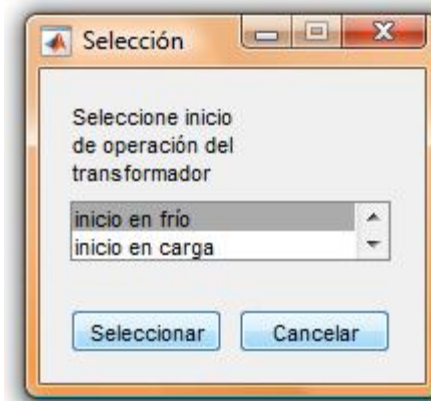 Selección
Seleccione inicio
de operación del
transformador
inicio en frío
inicio en carga
Seleccionar
Cancelar